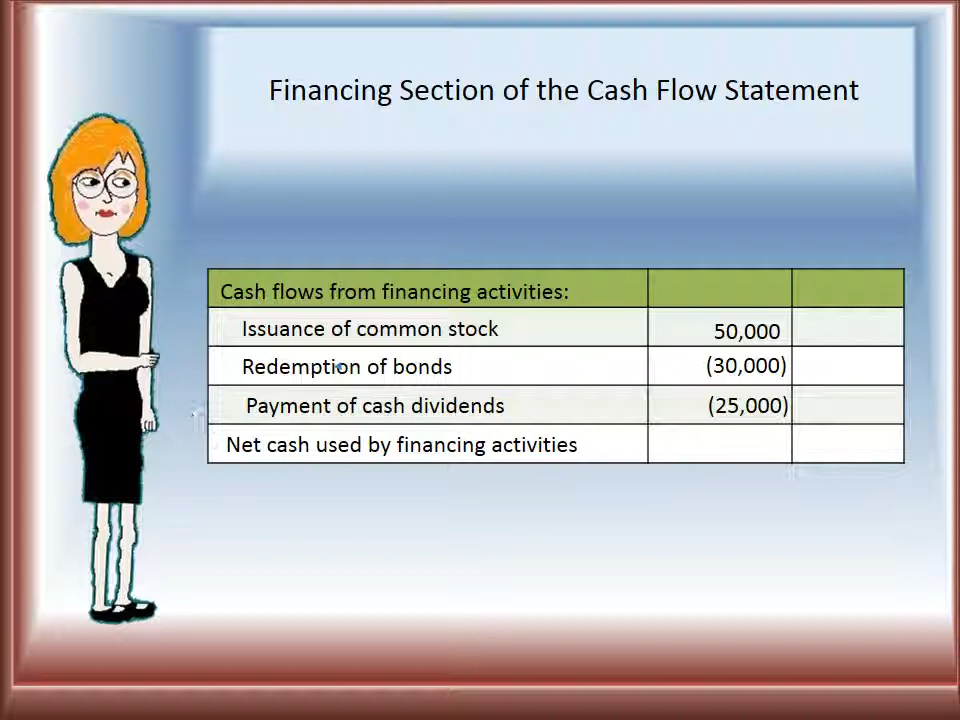 Financing Section of the Cash Flow Statement
Cash flows from financing activities:
Issuance of common stock 50,000
Redemption of bonds (30,000)
Payment of cash dividends (25,000)
Net cash used by financing activities